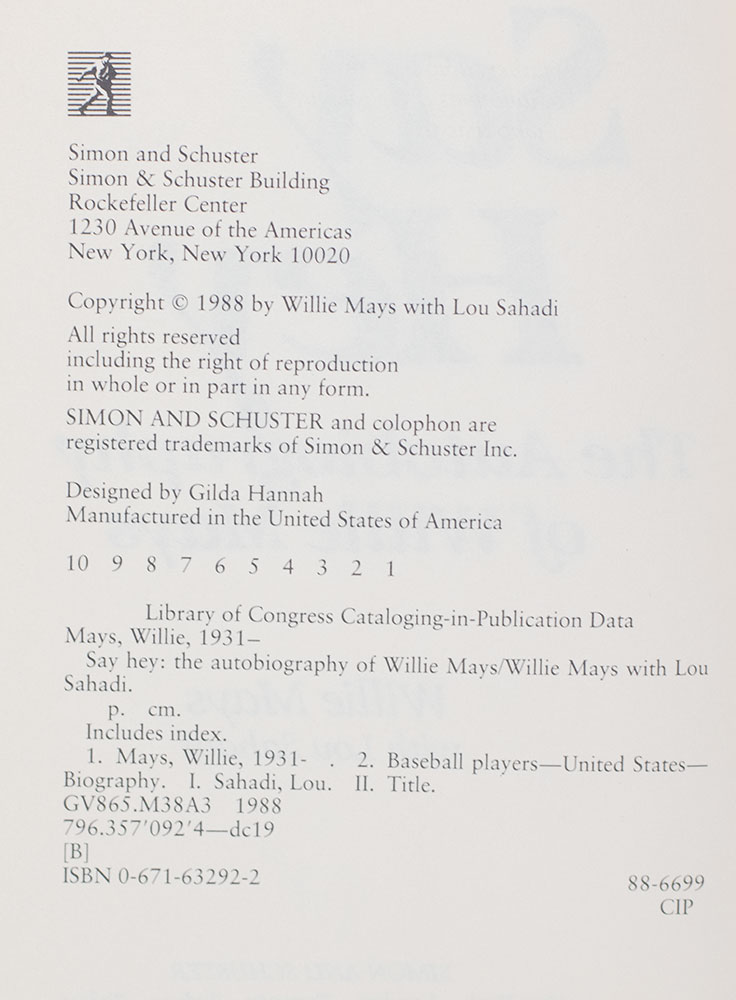 Simon and Schuster
Simon & Schuster Building
Rockefeller Center
1230 Avenue of the Americas
New York, New York 10020
Copyright © 1988 by Willie Mays with Lou Sahadi
All rights reserved
including the right of reproduction
in whole or in part in any form.
SIMON AND SCHUSTER and colophon are
registered trademarks of Simon & Schuster Inc.
Designed by Gilda Hannah
Manufactured in the United States of America
10 9 8 7 6 5 4 3 2 1
Library of Congress Cataloging-in-Publication Data
Mays, Willie, 1931–
Say hey: the autobiography of Willie Mays/Willie Mays with Lou
Sahadi.
p. cm.
Includes index.
1. Mays, Willie, 1931- . 2. Baseball players—United States—
Biography. I. Sahadi, Lou. II. Title.
GV865.M38A3 1988
796.357'092'4—dc19
[B]
ISBN 0-671-63292-2
88-6699
CIP